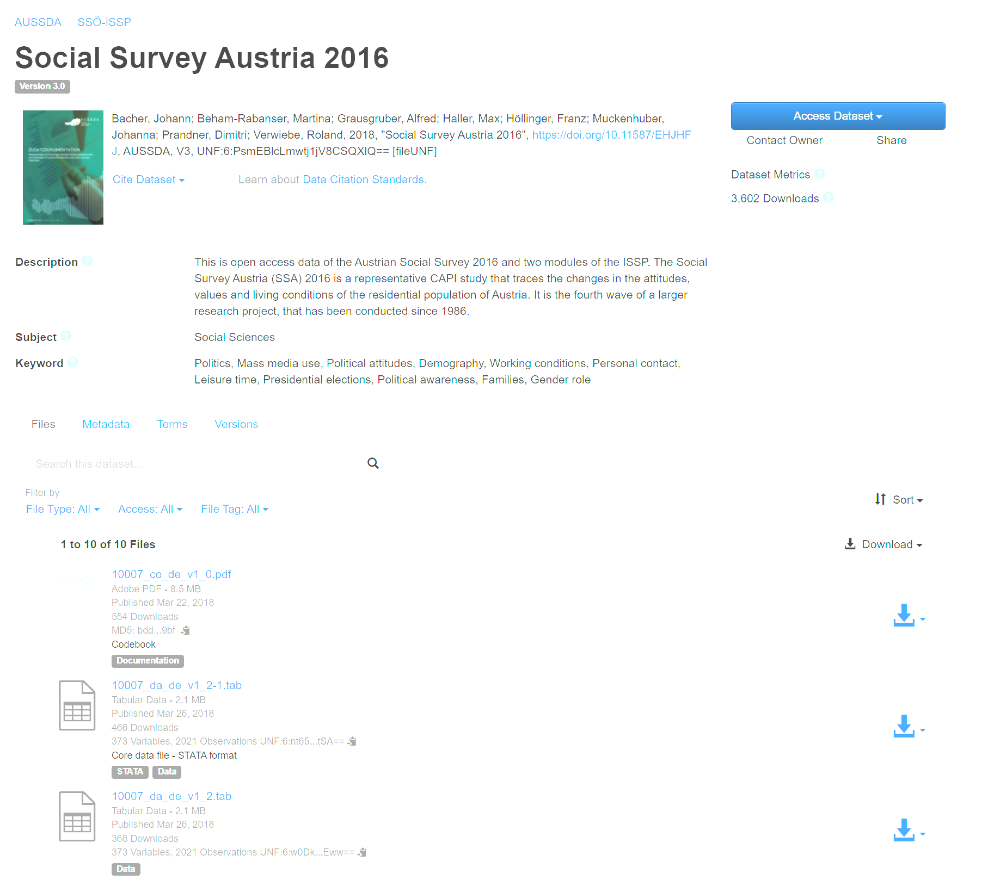 AUSSDA SSÖ-ISSP
Social Survey Austria 2016
Version 3.0
AUSSDA
ZUSATZDOKUMENTATION
Bacher, Johann; Beham-Rabanser, Martina; Grausgruber, Alfred; Haller, Max; Höllinger, Franz; Muckenhuber,
Johanna; Prandner, Dimitri; Verwiebe, Roland, 2018, "Social Survey Austria 2016", https://doi.org/10.11587/EHJHF
J, AUSSDA, V3, UNF:6:PsmEBlcLmwtj1jV8CSQXIQ== [fileUNF]
Cite Dataset Learn about Data Citation Standards.
Access Dataset
Contact Owner Share
Dataset Metrics ?
3,602 Downloads ?
Description ? This is open access data of the Austrian Social Survey 2016 and two modules of the ISSP. The Social
Survey Austria (SSA) 2016 is a representative CAPI study that traces the changes in the attitudes,
values and living conditions of the residential population of Austria. It is the fourth wave of a larger
research project, that has been conducted since 1986.
Subject ? Social Sciences
Keyword ? Politics, Mass media use, Political attitudes, Demography, Working conditions, Personal contact,
Leisure time, Presidential elections, Political awareness, Families, Gender role
Files Metadata Terms Versions
Search this dataset...
Filter by
File Type: All Access: All File Tag: All
Sort
1 to 10 of 10 Files
Download
10007_co_de_v1_0.pdf
Adobe PDF - 8.5 MB
Published Mar 22, 2018
554 Downloads
MD5: bdd...9bf
Codebook
Documentation
10007_da_de_v1_2-1.tab
Tabular Data - 2.1 MB
Published Mar 26, 2018
466 Downloads
373 Variables, 2021 Observations UNF:6:nt65...tSA==
Core data file - STATA format
STATA Data
10007_da_de_v1_2.tab
Tabular Data - 2.1 MB
Published Mar 26, 2018
368 Downloads
373 Variables, 2021 Observations UNF:6:w0Dk...Eww==
Data